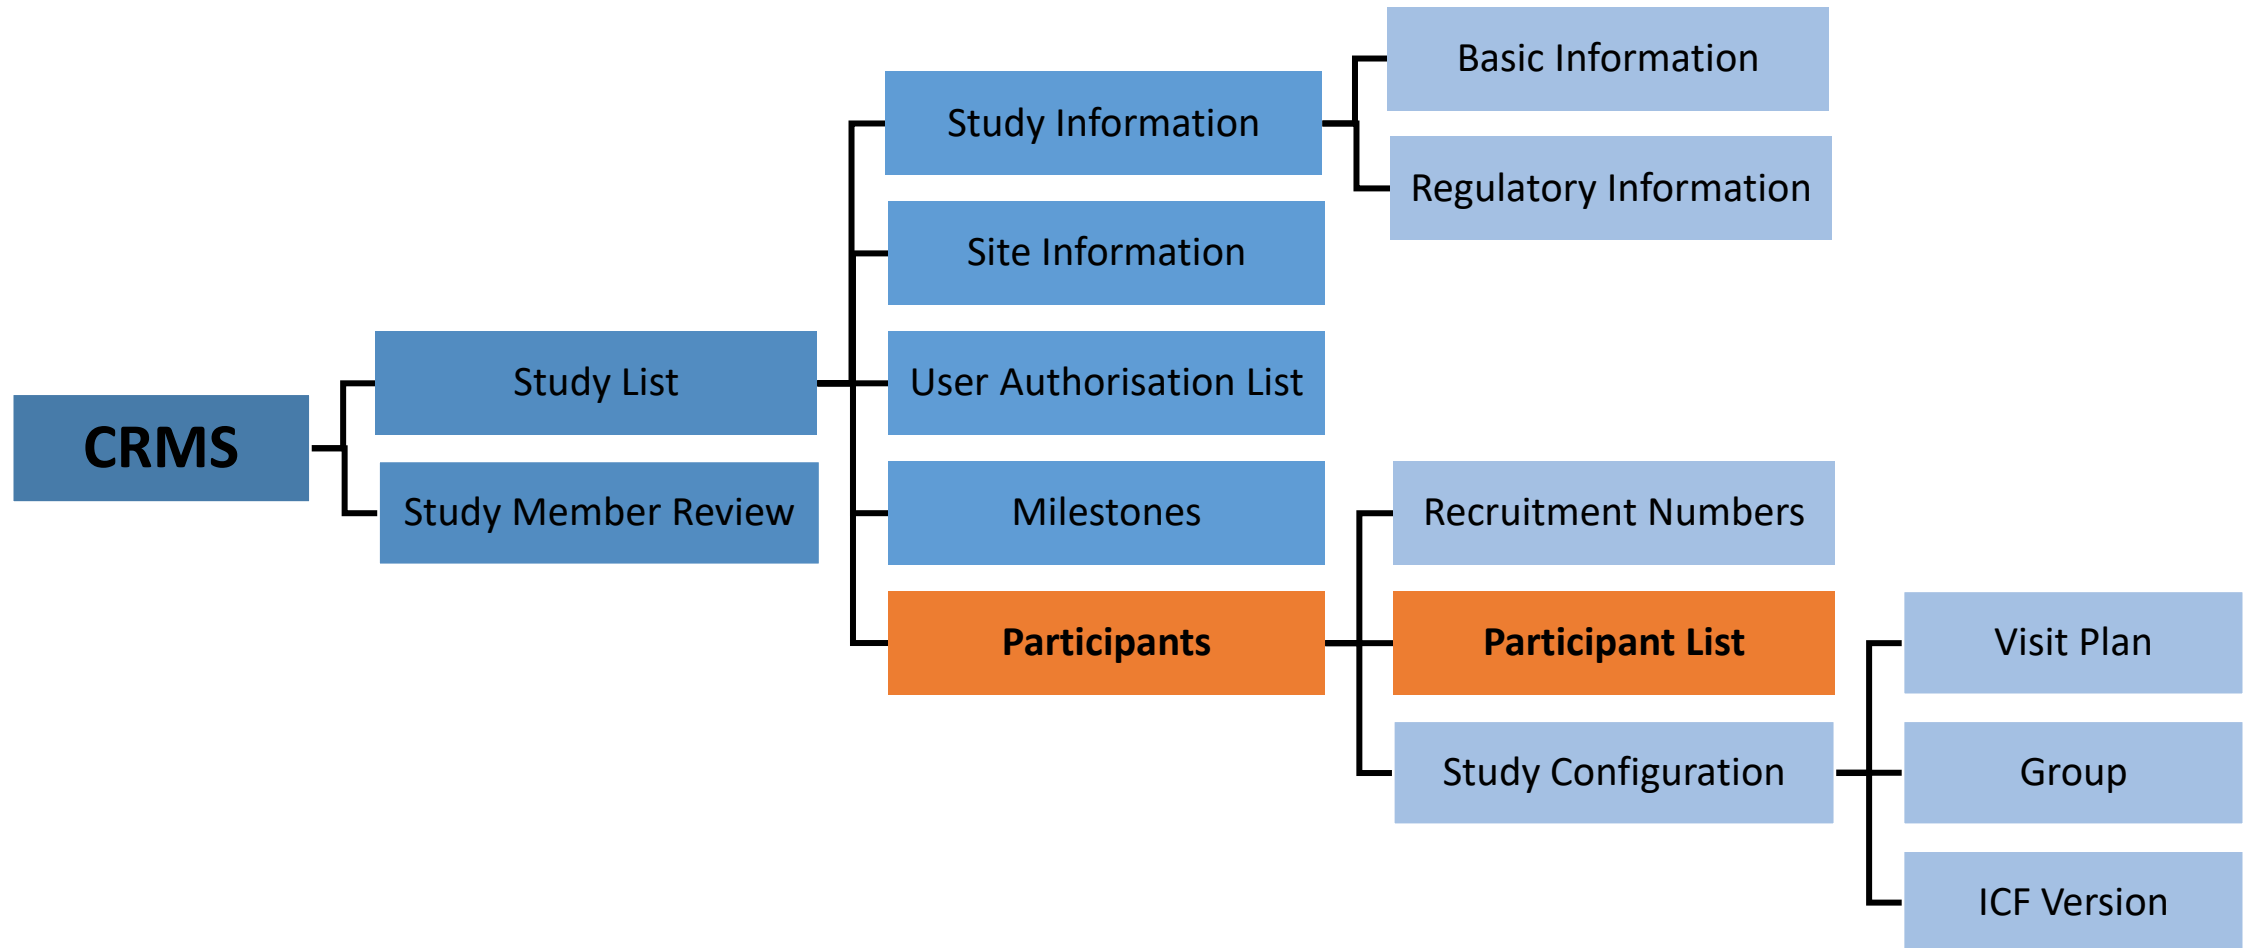 CRMS
Study List
Study Member Review
Study Information
Site Information
User Authorisation List
Milestones
Participants
Basic Information
Regulatory Information
Recruitment Numbers
Participant List
Study Configuration
Visit Plan
Group
ICF Version